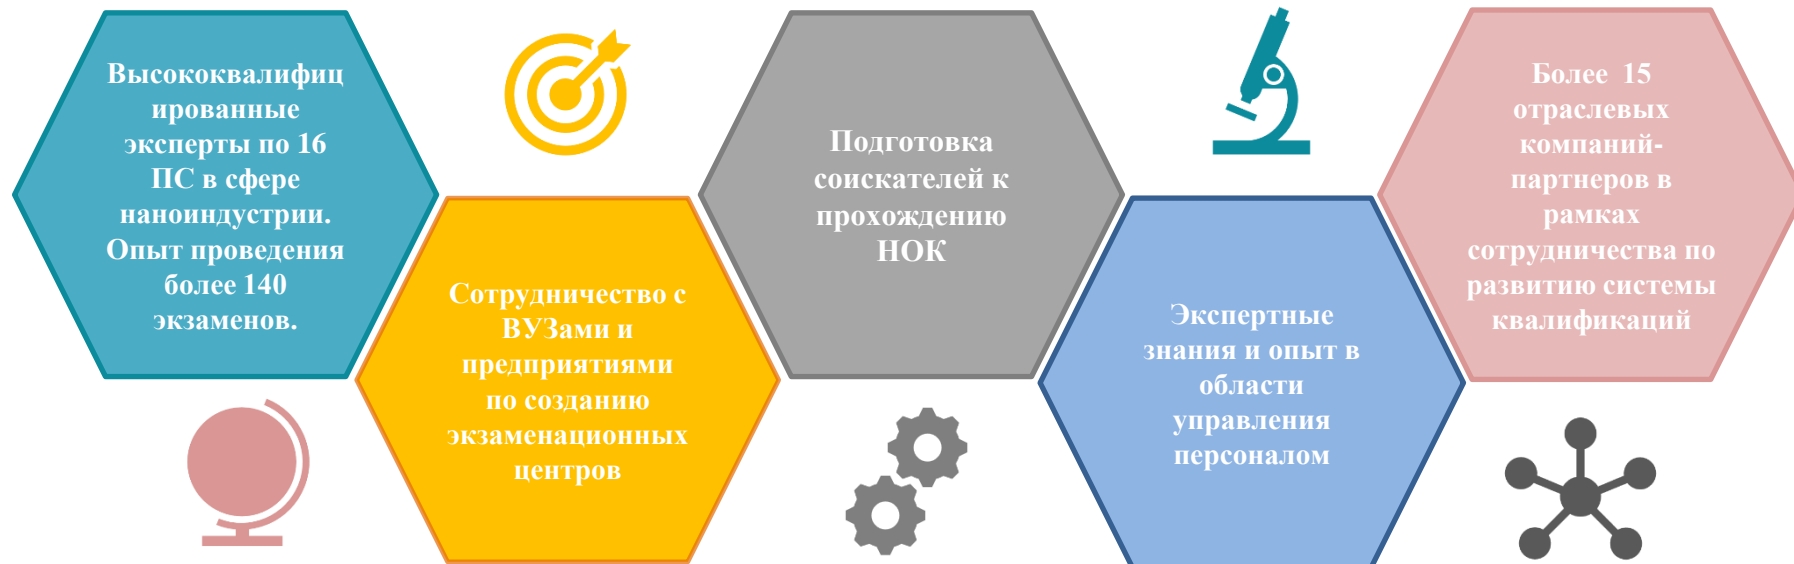 Высококвалифиц
ированные
эксперты по 16
ПС в сфере
наноиндустрии.
Опыт проведения
более 140
экзаменов.
Сотрудничество с
ВУЗами и
предприятиями
по созданию
экзаменационных
центров
Подготовка
соискателей к
прохождению
НОК
Экспертные
знания и опыт в
области
управления
персоналом
Более 15
отраслевых
компаний-
партнеров в
рамках
сотрудничества по
развитию системы
квалификаций